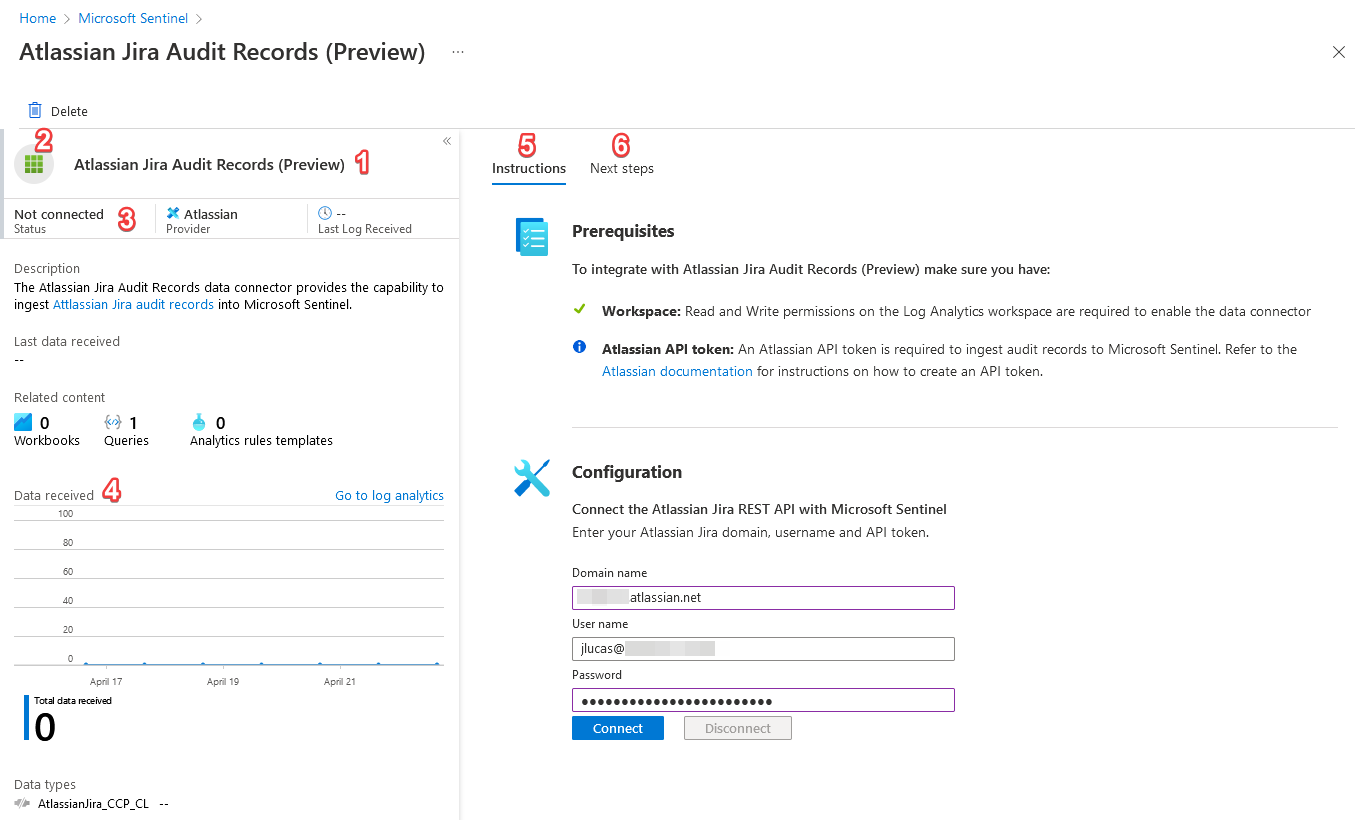 Home > Microsoft Sentinel >
Atlassian Jira Audit Records (Preview) ...
Delete
2
«
Atlassian Jira Audit Records (Preview) 1
Not connected
Status
3
Atlassian
Provider
--
Last Log Received
Description
The Atlassian Jira Audit Records data connector provides the capability to
ingest Attlassian Jira audit records into Microsoft Sentinel.
Last data received
--
Related content
0
Workbooks
1
Queries
0
Analytics rules templates
Data received 4
Go to log analytics
100
80
60
40
20
0
April 17
April 19
April 21
Total data received
0
Data types
AtlassianJira_CCP_CL --
5
Instructions
6
Next steps
Prerequisites
To integrate with Atlassian Jira Audit Records (Preview) make sure you have:
Workspace: Read and Write permissions on the Log Analytics workspace are required to enable the data connector
Atlassian API token: An Atlassian API token is required to ingest audit records to Microsoft Sentinel. Refer to the
Atlassian documentation for instructions on how to create an API token.
Configuration
Connect the Atlassian Jira REST API with Microsoft Sentinel
Enter your Atlassian Jira domain, username and API token.
Domain name
atlassian.net
User name
jlucas@
Password
●●●●●●●●●●●●●●●●●●●●●●●●
Connect
Disconnect